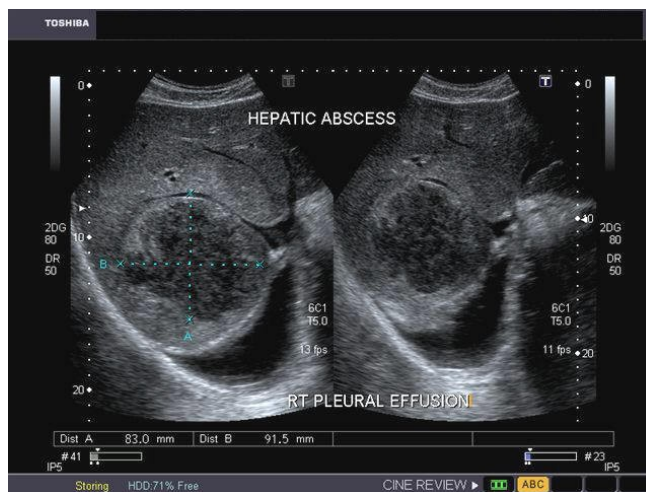 TOSHIBA
T T
0 0
HEPATIC ABSCESS
2DG
80
DR
50
10
B
6C1
T5.0
A
13 fps
20
10
2DG
80
DR
50
6C1
T5.0
11 fps
20
RT PLEURAL EFFUSION
Dist A 83.0 mm Dist B 91.5 mm
#41 #23
IP5 IP5
Storing HDD:71% Free CINE REVIEW ABC